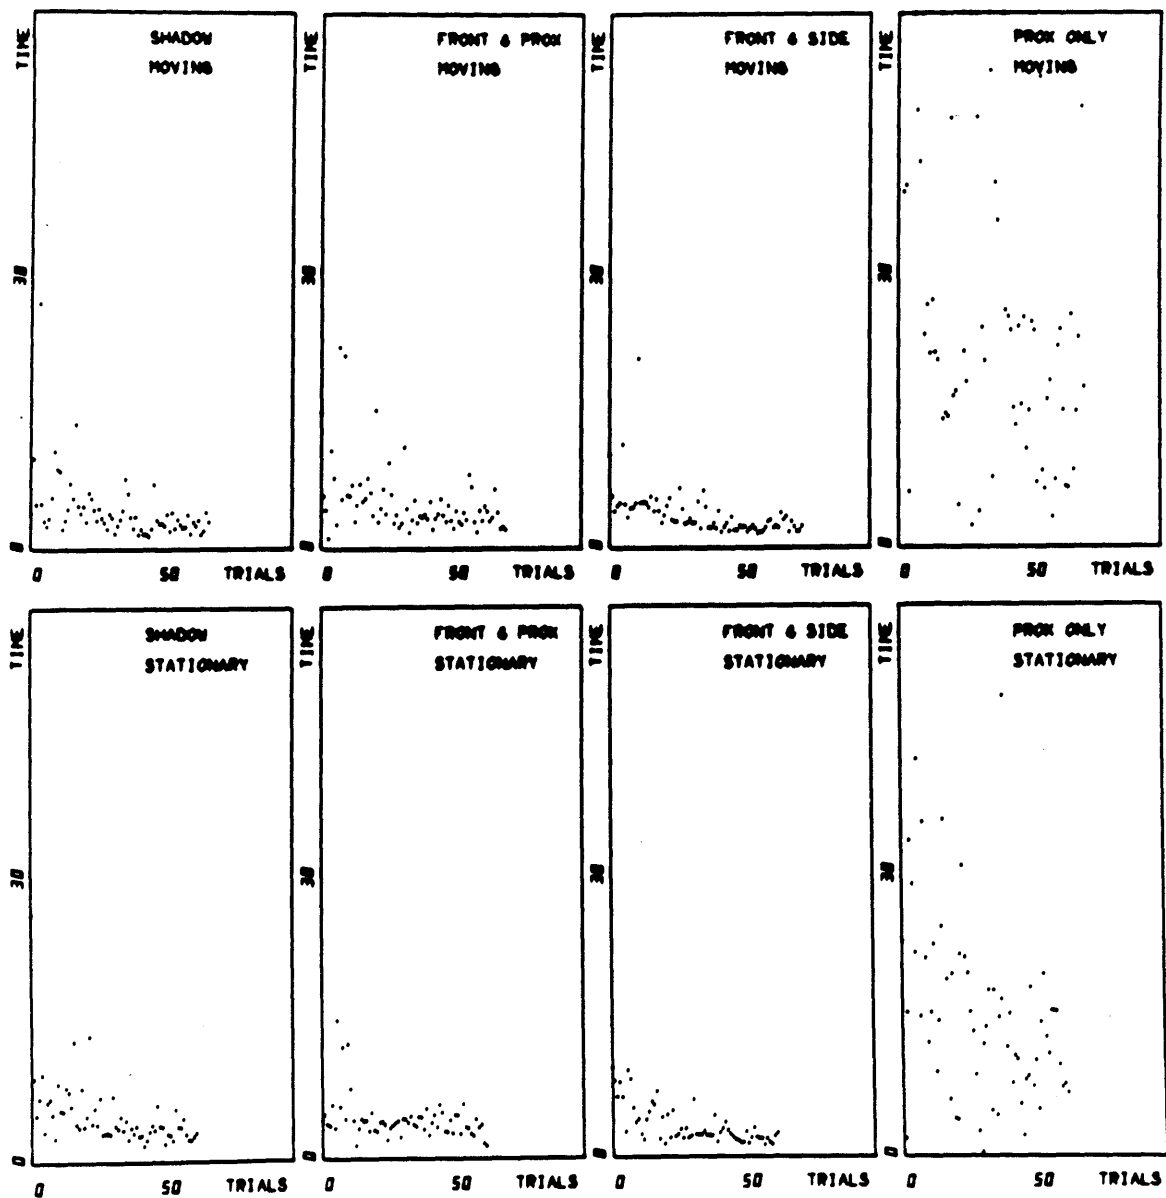 TIME
SHADOW
MOVING
30
0
0 50 TRIALS
TIME
FRONT & PROX
MOVING
30
0
0 50 TRIALS
TIME
FRONT & SIDE
MOVING
30
0
0 50 TRIALS
TIME
PROX ONLY
MOVING
30
0
0 50 TRIALS
TIME
SHADOW
STATIONARY
30
0
0 50 TRIALS
TIME
FRONT & PROX
STATIONARY
30
0
0 50 TRIALS
TIME
FRONT & SIDE
STATIONARY
30
0
0 50 TRIALS
TIME
PROX ONLY
STATIONARY
30
0
0 50 TRIALS